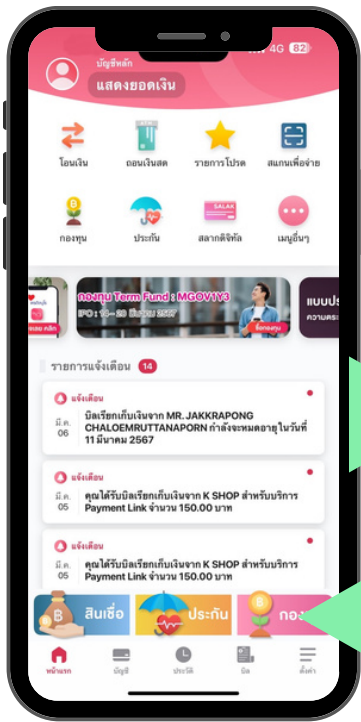 4G 82
บัญชีหลัก
แสดงยอดเงิน
โอนเงิน ถอนเงินสด รายการโปรด สแกนเพื่อจ่าย
SALAK
กองทุน ประกัน สลากดิจิทัล เมนูอื่นๆ
กองทุน Term Fund : MGOV1Y3
IPO : 14 - 20 มีนาคม 2567
ซื้อกองทุน
คลิก
แบบปร
ความตระ
รายการแจ้งเตือน 14
แจ้งเตือน
มี.ค.
06
บิลเรียกเก็บเงินจาก MR. JAKKRAPONG
CHALOEMRUTTANAPORN กำลังจะหมดอายุในวันที่
11 มีนาคม 2567
แจ้งเตือน
มี.ค.
05
คุณได้รับบิลเรียกเก็บเงินจาก K SHOP สำหรับบริการ
Payment Link จำนวน 150.00 บาท
แจ้งเตือน
มี.ค.
05
คุณได้รับบิลเรียกเก็บเงินจาก K SHOP สำหรับบริการ
Payment Link จำนวน 150.00 บาท
สินเชื่อ ประกัน กอง
หน้าแรก บัญชี ประวัติ บิล ตั้งค่า